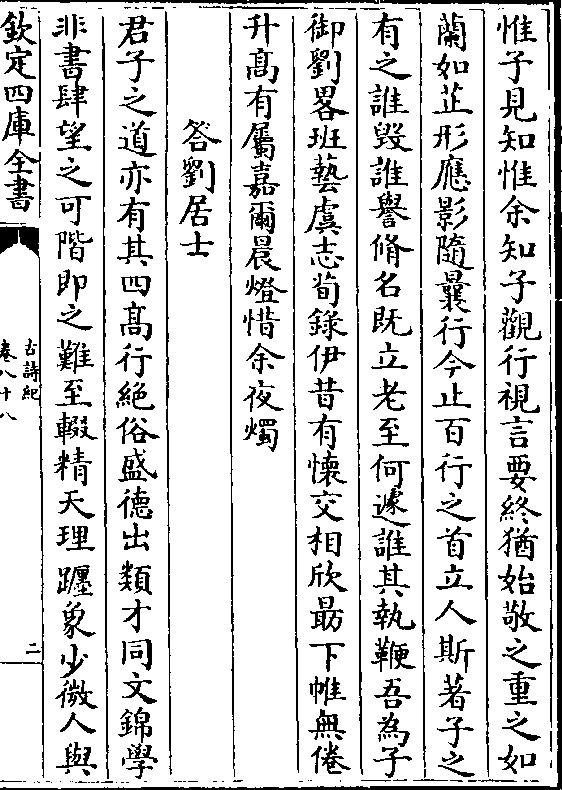 惟子見知惟余知子觀行視言要終猶始敬之重之如
蘭如芷形應影隨曩行今止百行之首立人斯著子之
有之誰毀誰譽脩名既立老至何遽誰其執鞭吾為子
御劉畧班藝虞志荀錄伊昔有懷交相欣朂下帷無倦
升髙有屬嘉爾晨燈惜余夜燭
答劉居士
君子之道亦有其四髙行絶俗盛德出類才同文錦學
非書肆望之可階即之難至輟精天理躔象少微人與
欽定四庫全書
古詩紀
卷八十八
二